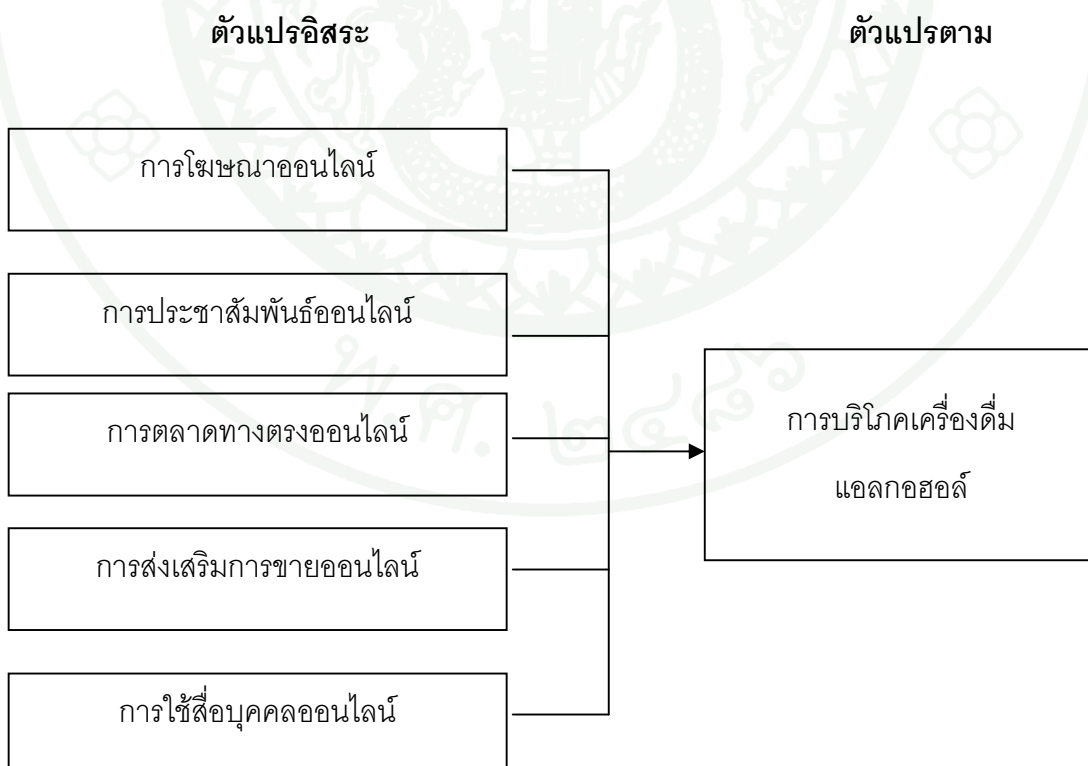 ตัวแปรอิสระ
ตัวแปรตาม
การโฆษณาออนไลน์
การประชาสัมพันธ์ออนไลน์
การตลาดทางตรงออนไลน์
การส่งเสริมการขายออนไลน์
การใช้สื่อบุคคลออนไลน์
การบริโภคเครื่องดื่ม
แอลกอฮอล์
พ.ศ. ๒๔๘๖